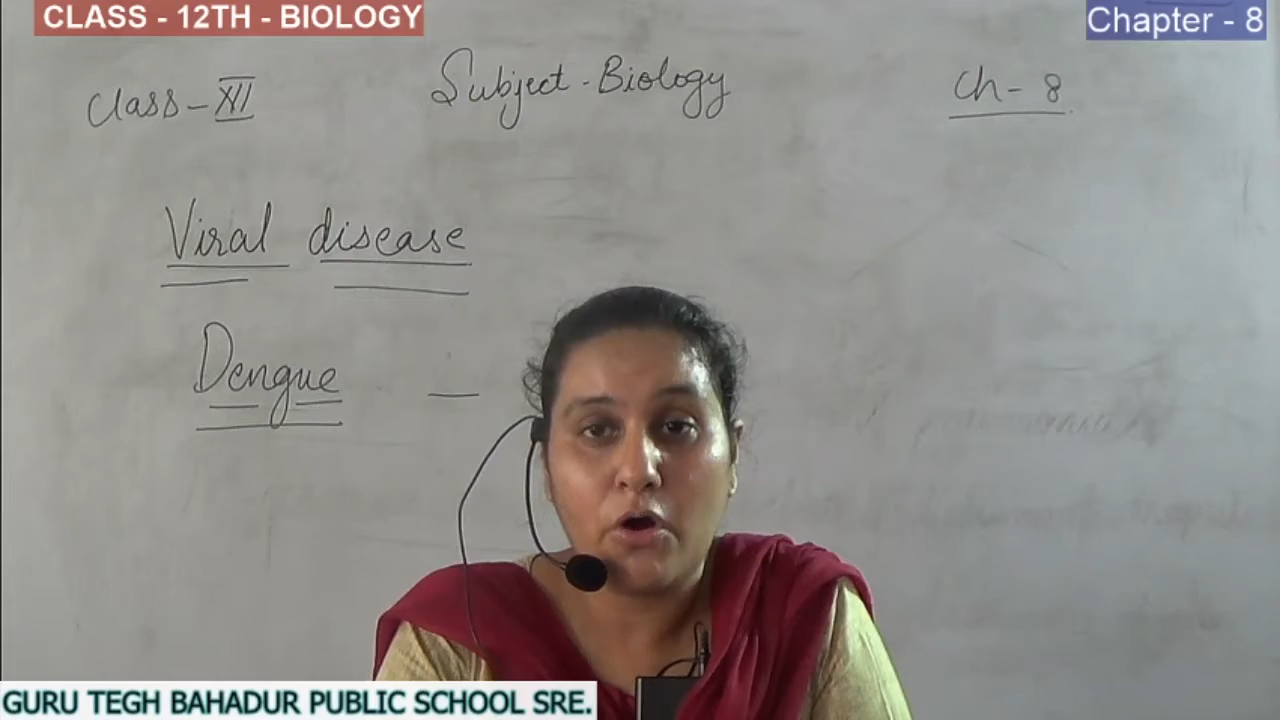 CLASS - 12TH - BIOLOGY
Chapter - 8
Class - XII
Subject - Biology
Ch - 8
Viral disease
Dengue —
GURU TEGH BAHADUR PUBLIC SCHOOL SRE.